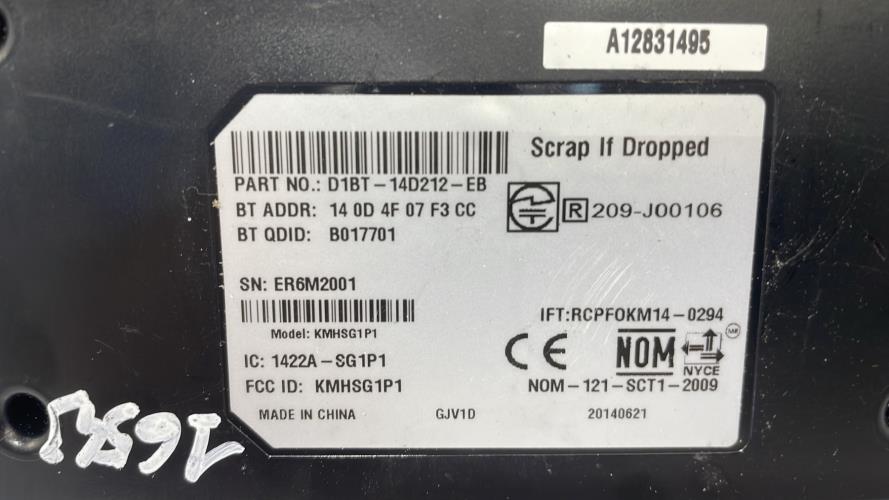 A12831495
Scrap If Dropped
PART NO.: D1BT-14D212-EB
BT ADDR: 14 0D 4F 07 F3 CC
R 209-J00106
BT QDID: B017701
SN: ER6M2001
IFT:RCPFOKM14-0294
Model: KMHSG1P1
CE NOM
NYCE
IC: 1422A-SG1P1
FCC ID: KMHSG1P1
NOM-121-SCT1-2009
MADE IN CHINA GJV1D 20140621